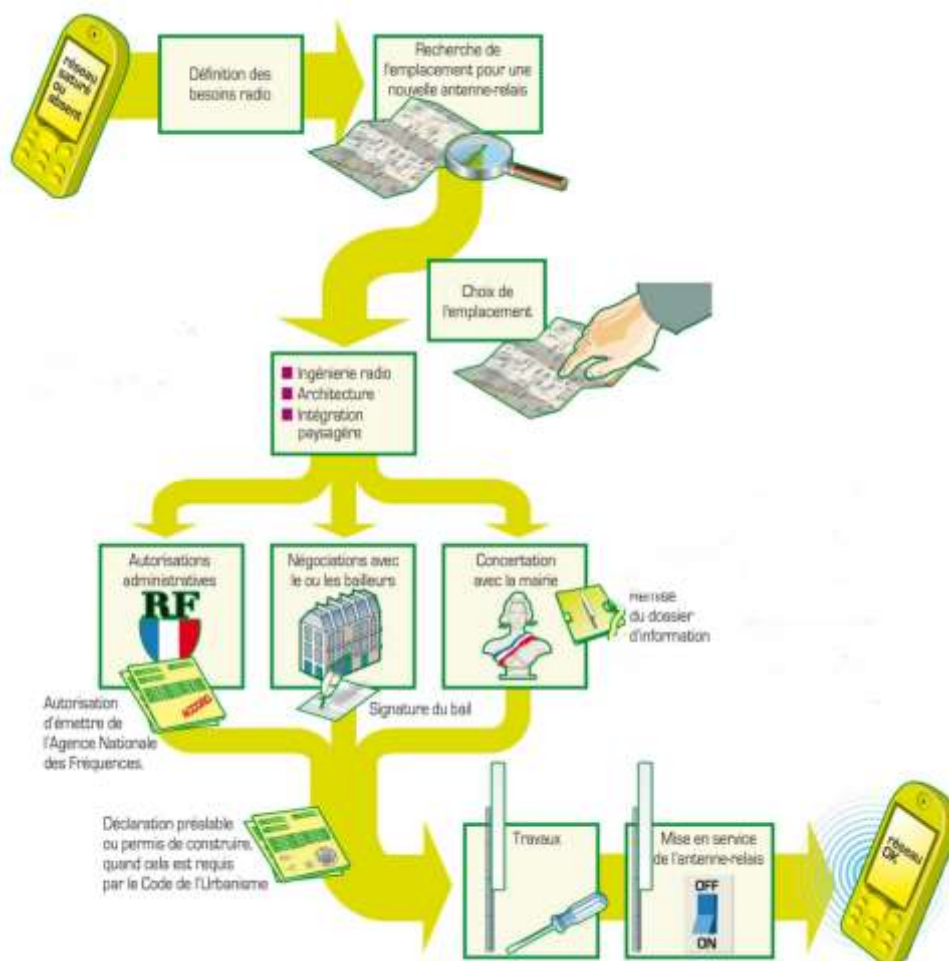 réseau
saturé
ou
absent
Définition des
besoins radio
Recherche de
l'emplacement pour une
nouvelle antenne-relais
Choix de
l'emplacement
Ingénierie radio
Architecture
Intégration
paysagère
Autorisations
administratives
RF
Négociations avec
le ou les bailleurs
Concertation
avec la mairie
Remise
du dossier
d'information
ACCORD
Autorisation
d'émettre de
l'Agence Nationale
des Fréquences.
Signature du bail
Déclaration préalable
ou permis de construire,
quand cela est requis
par le Code de l'Urbanisme
Travaux
Mise en service
de l'antenne-relais
OFF
ON
réseau
OK